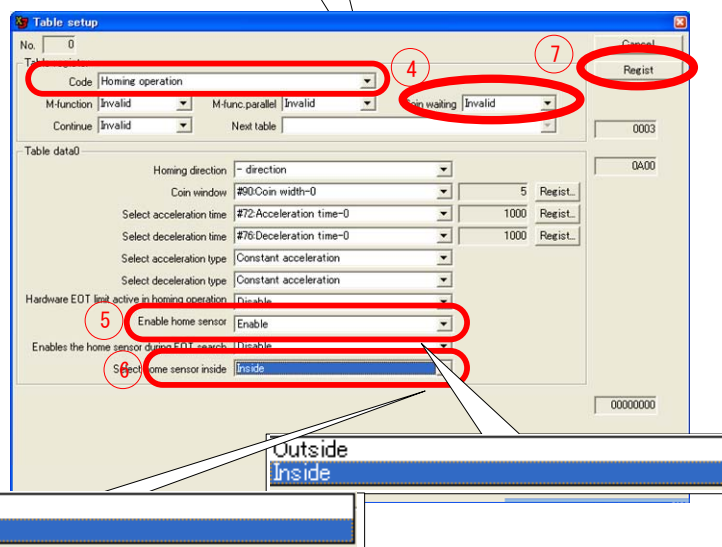 Table setup
No. 0
Cancel
Table register
Regist
Code Homing operation
4
7
M-function Invalid M-func.parallel Invalid Coin waiting Invalid
Continue Invalid Next table
0003
Table data0
0A00
Homing direction - direction
Coin window #90:Coin width-0 5 Regist...
Select acceleration time #72:Acceleration time-0 1000 Regist...
Select deceleration time #76:Deceleration time-0 1000 Regist...
Select acceleration type Constant acceleration
Select deceleration type Constant acceleration
Hardware EOT limit active in homing operation Disable
5
Enable home sensor Enable
Enables the home sensor during EOT search Disable
6
Select home sensor inside Inside
00000000
Outside
Inside